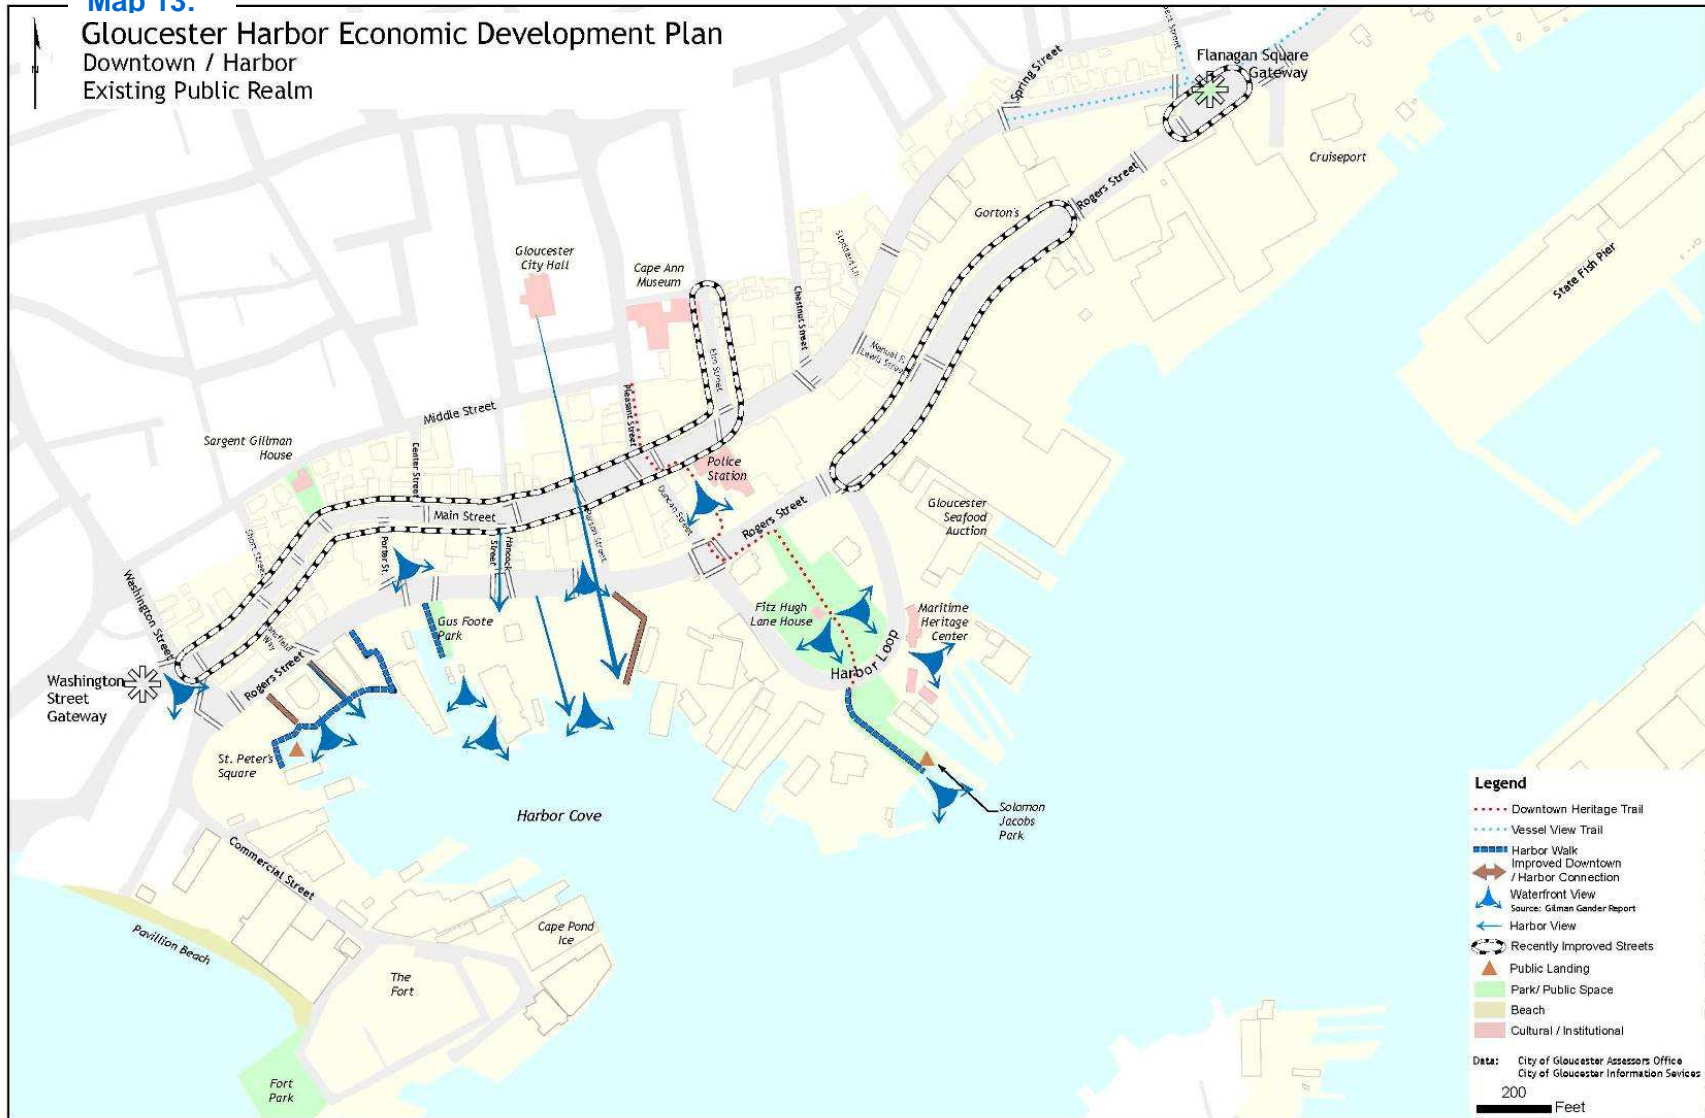 Map 13:
Gloucester Harbor Economic Development Plan
Downtown / Harbor
Existing Public Realm
N
Spring Street
Flanagan Square
Gateway
Cruiseport
Rogers Street
Gorton's
State Fish Pier
Gloucester
City Hall
Cape Ann
Museum
Elm Street
Chestnut Street
Manuel F.
Lewis Street
Middle Street
Pleasant Street
Sargent Gillman
House
Center Street
Police
Station
Main Street
Duncan Street
Rogers Street
Gloucester
Seafood
Auction
Short Street
Porter St.
Hancock
Street
Washington Street
Gus Foote
Park
Fitz Hugh
Lane House
Maritime
Heritage
Center
Harbor Loop
Rogers Street
Washington
Street
Gateway
St. Peter's
Square
Harbor Cove
Solomon
Jacobs
Park
Commercial Street
Pavillion Beach
Cape Pond
Ice
The
Fort
Fort
Park
Legend
Downtown Heritage Trail
Vessel View Trail
Harbor Walk
Improved Downtown
/ Harbor Connection
Waterfront View
Source: Gilman Gander Report
Harbor View
Recently Improved Streets
Public Landing
Park/ Public Space
Beach
Cultural / Institutional
Data: City of Gloucester Assessors Office
City of Gloucester Information Sevices
200
Feet